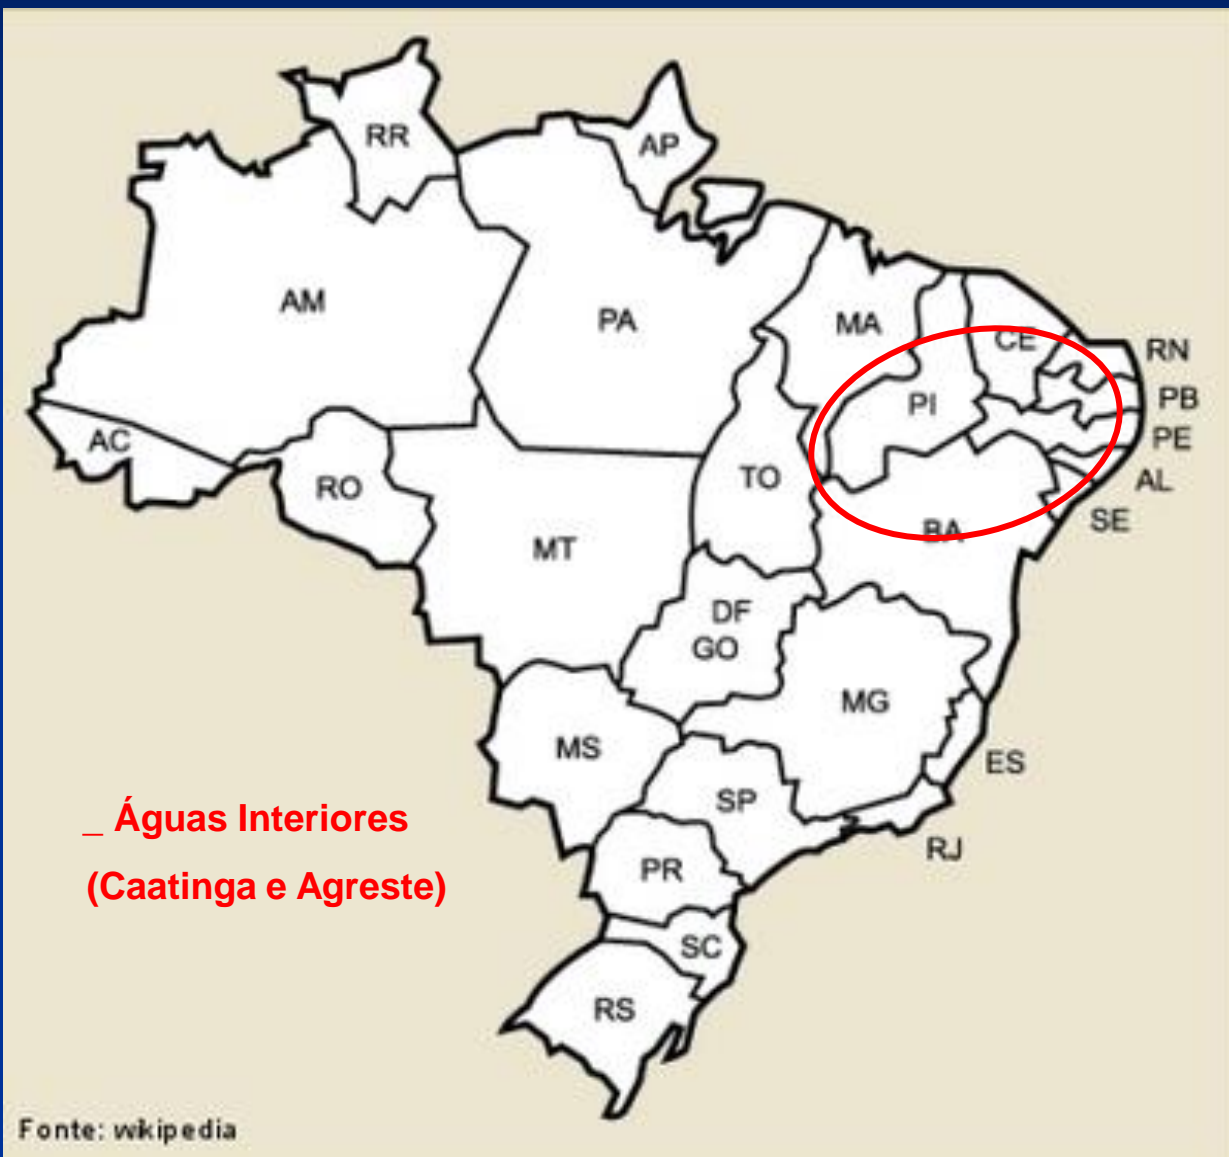 RR
AP
AM
PA
MA
CE
RN
PI
PB
PE
AC
TO
AL
RO
SE
BA
MT
DF
GO
MG
MS
ES
SP
_ Águas Interiores
RJ
PR
(Caatinga e Agreste)
SC
RS
Fonte: wikipedia